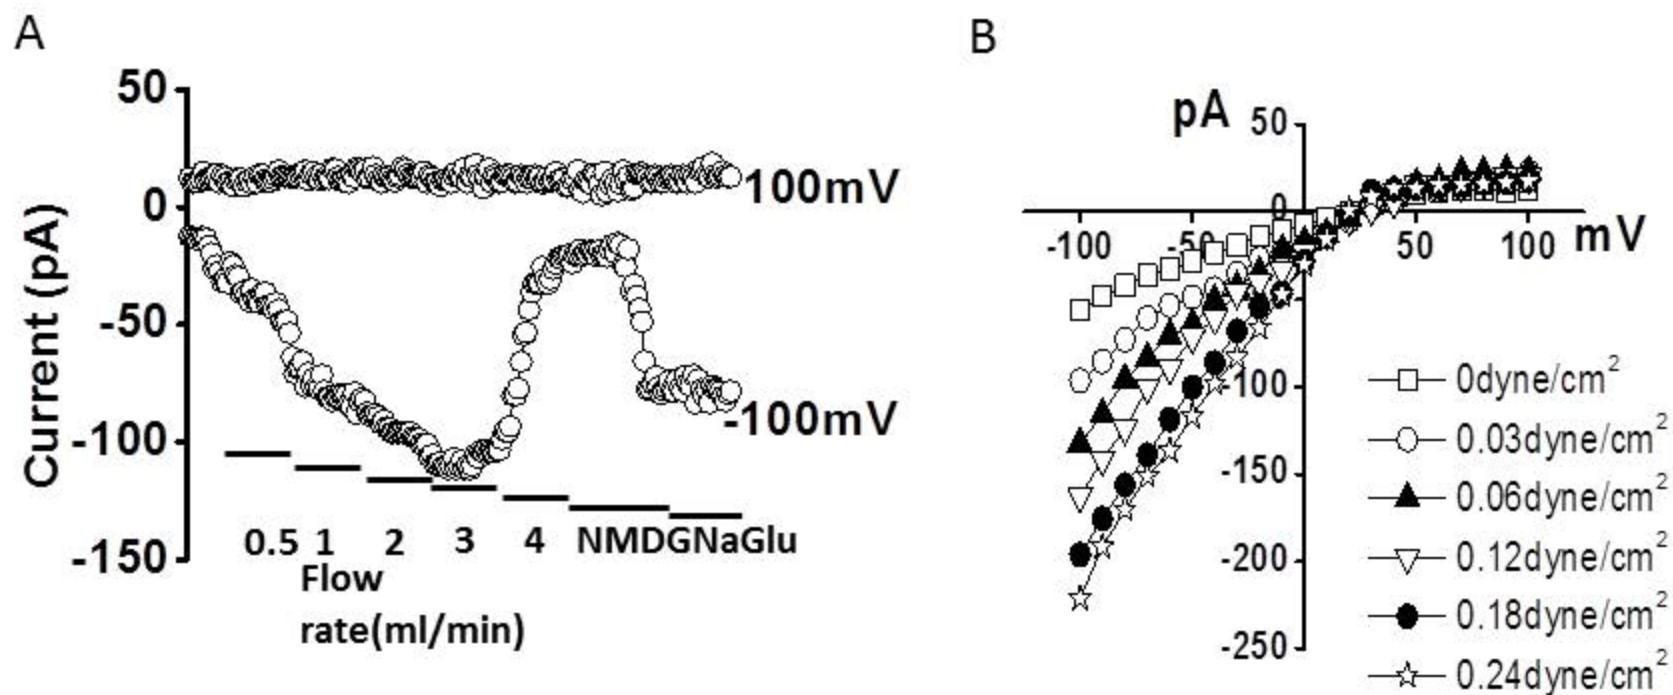 A
Current (pA)
50
0
-50
-100
-150
100mV
-100mV
0.5 1 2 3 4 NMDGNaGlu
Flow
rate(ml/min)
B
pA
50
0
-100 -50 50 100 mV
-100
-150
-200
-250
0dyne/cm²
0.03dyne/cm²
0.06dyne/cm²
0.12dyne/cm²
0.18dyne/cm²
0.24dyne/cm²